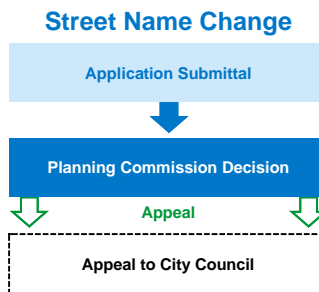 Street Name Change
Application Submittal
Planning Commission Decision
Appeal
Appeal to City Council